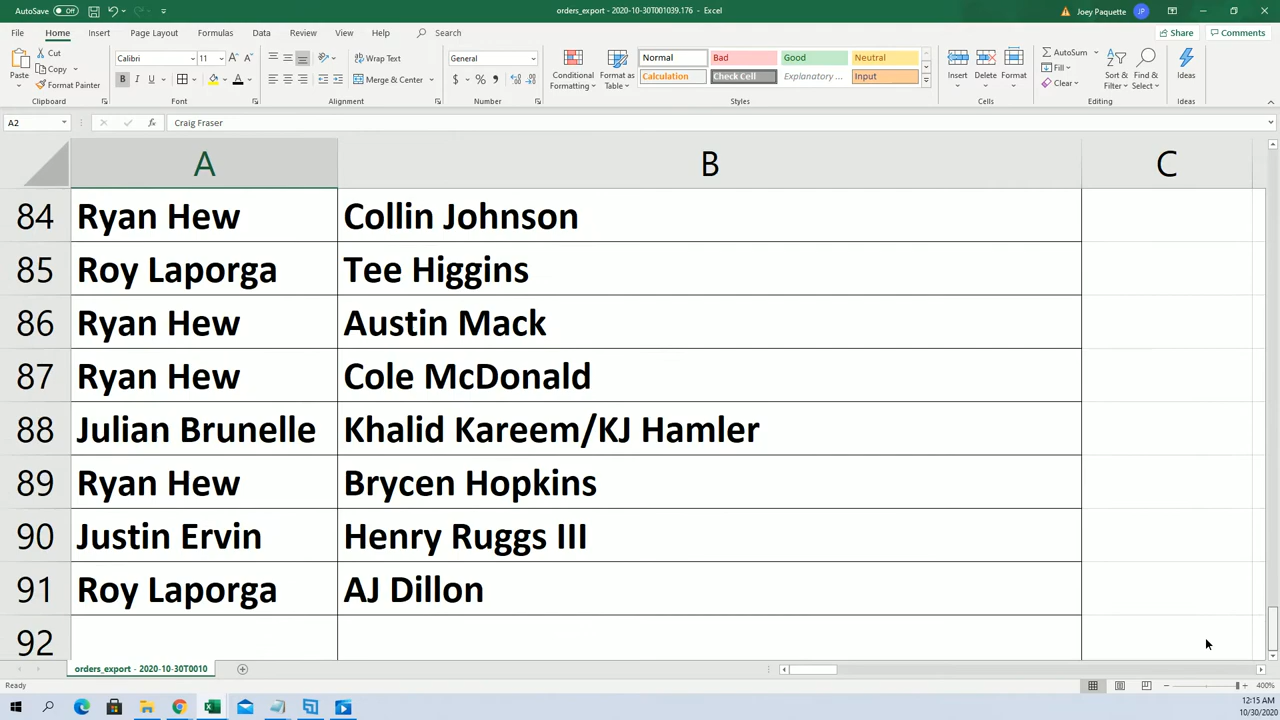 AutoSave Off
orders_export - 2020-10-30T001039.176 - Excel
Joey Paquette JP
File Home Insert Page Layout Formulas Data Review View Help Search
Share Comments
Paste
Cut
Copy
Format Painter
Clipboard
Calibri 11
B I U
Font
Wrap Text
Merge & Center
Alignment
General
$ % ,
Number
Conditional Formatting
Format as Table
Normal Bad Good Neutral
Calculation Check Cell Explanatory ... Input
Styles
Insert Delete Format
Cells
AutoSum
Fill
Clear
Sort & Filter
Find & Select
Editing
Ideas
Ideas
A2 fx Craig Fraser
A B C
84 Ryan Hew Collin Johnson
85 Roy Laporga Tee Higgins
86 Ryan Hew Austin Mack
87 Ryan Hew Cole McDonald
88 Julian Brunelle Khalid Kareem/KJ Hamler
89 Ryan Hew Brycen Hopkins
90 Justin Ervin Henry Ruggs III
91 Roy Laporga AJ Dillon
92
orders_export - 2020-10-30T0010
Ready 400%
12:15 AM
10/30/2020